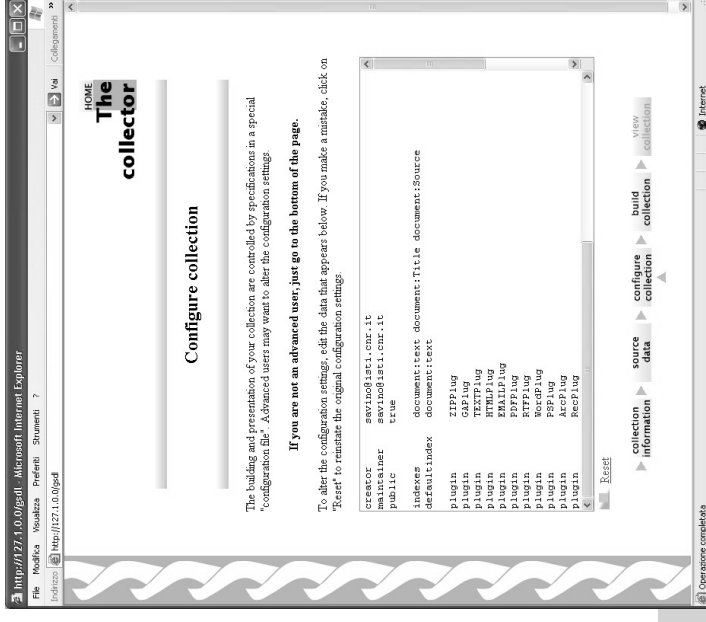 http://127.1.0.0/gsdl - Microsoft Internet Explorer
File Modifica Visualizza Preferiti Strumenti ?
Indirizzo http://127.1.0.0/gsdl Vai Collegamenti »
HOME
The
collector
Configure collection
The building and presentation of your collection are controlled by specifications in a special
"configuration file". Advanced users may want to alter the configuration settings.
If you are not an advanced user, just go to the bottom of the page.
To alter the configuration settings, edit the data that appears below. If you make a mistake, click on
"Reset" to reinstate the original configuration settings.
creator savino@isti.cnr.it
maintainer savino@isti.cnr.it
public true
indexes document:text document:Title document:Source
defaultindex document:text
plugin ZIPPlug
plugin GAPlug
plugin TEXTPlug
plugin HTMLPlug
plugin EMAILPlug
plugin PDFPlug
plugin RTFPlug
plugin WordPlug
plugin PSPlug
plugin ArcPlug
plugin RecPlug
Reset
collection information
source data
configure collection
build collection
view collection
Operazione completata Internet